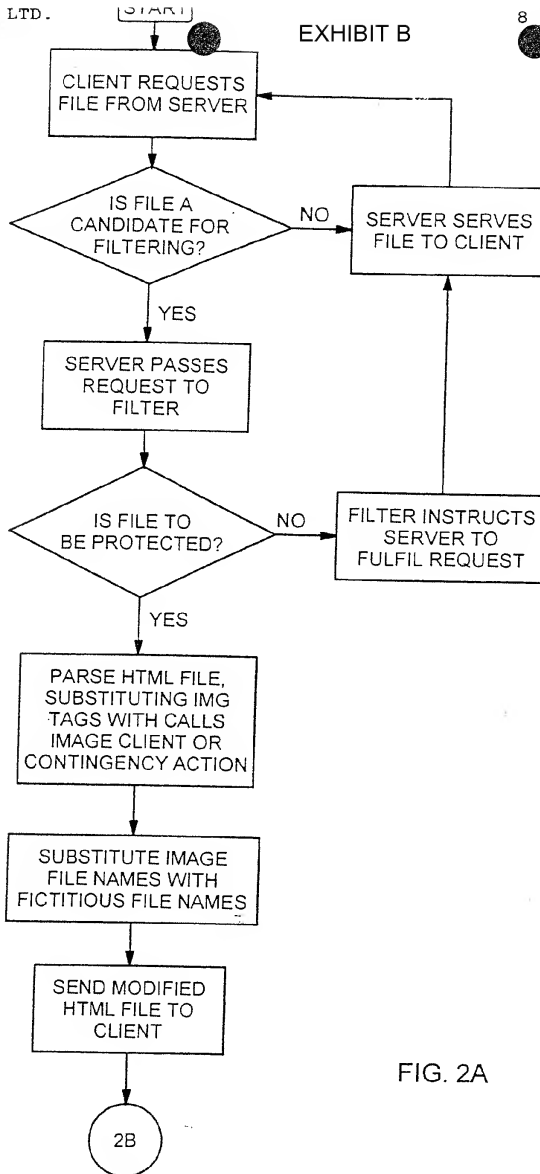 LTD.
START
EXHIBIT B
8
CLIENT REQUESTS
FILE FROM SERVER
IS FILE A
CANDIDATE FOR
FILTERING?
NO
SERVER SERVES
FILE TO CLIENT
YES
SERVER PASSES
REQUEST TO
FILTER
IS FILE TO
BE PROTECTED?
NO
FILTER INSTRUCTS
SERVER TO
FULFIL REQUEST
YES
PARSE HTML FILE,
SUBSTITUTING IMG
TAGS WITH CALLS
IMAGE CLIENT OR
CONTINGENCY ACTION
SUBSTITUTE IMAGE
FILE NAMES WITH
FICTITIOUS FILE NAMES
SEND MODIFIED
HTML FILE TO
CLIENT
FIG. 2A
2B